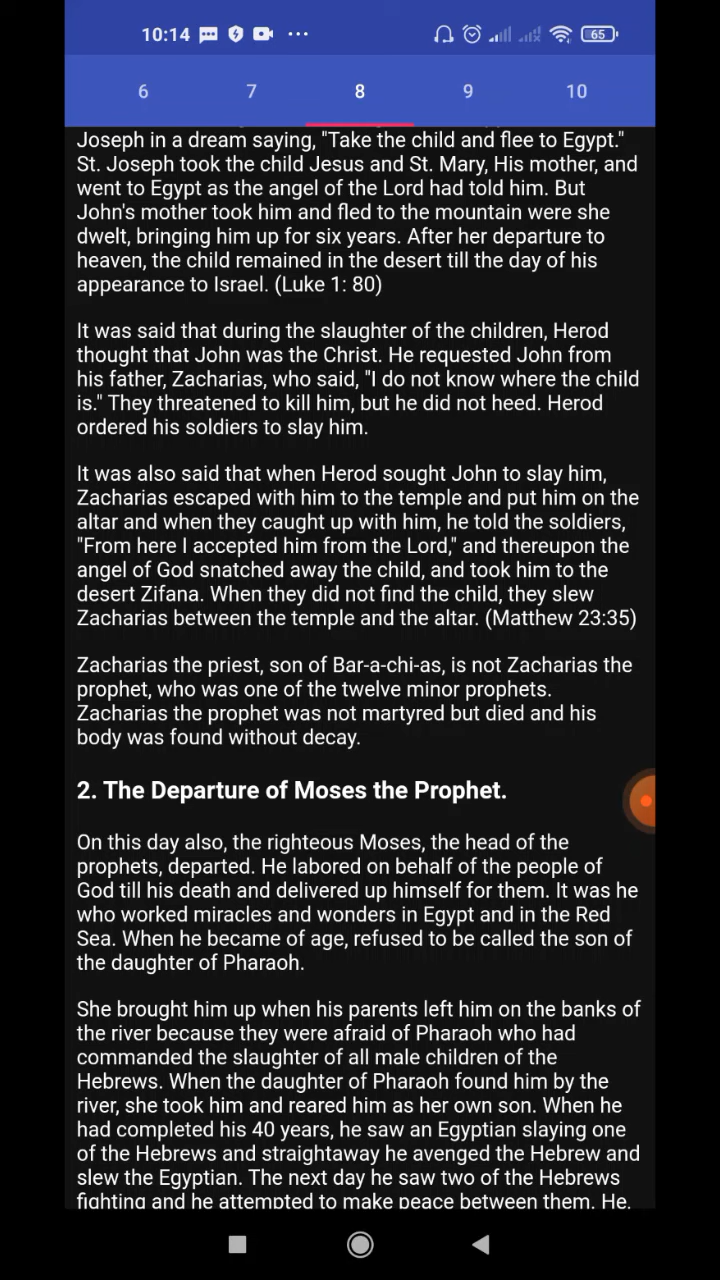 10:14
65
6 7 8 9 10
Joseph in a dream saying, "Take the child and flee to Egypt."
St. Joseph took the child Jesus and St. Mary, His mother, and
went to Egypt as the angel of the Lord had told him. But
John's mother took him and fled to the mountain were she
dwelt, bringing him up for six years. After her departure to
heaven, the child remained in the desert till the day of his
appearance to Israel. (Luke 1: 80)
It was said that during the slaughter of the children, Herod
thought that John was the Christ. He requested John from
his father, Zacharias, who said, "I do not know where the child
is." They threatened to kill him, but he did not heed. Herod
ordered his soldiers to slay him.
It was also said that when Herod sought John to slay him,
Zacharias escaped with him to the temple and put him on the
altar and when they caught up with him, he told the soldiers,
"From here I accepted him from the Lord," and thereupon the
angel of God snatched away the child, and took him to the
desert Zifana. When they did not find the child, they slew
Zacharias between the temple and the altar. (Matthew 23:35)
Zacharias the priest, son of Bar-a-chi-as, is not Zacharias the
prophet, who was one of the twelve minor prophets.
Zacharias the prophet was not martyred but died and his
body was found without decay.
2. The Departure of Moses the Prophet.
On this day also, the righteous Moses, the head of the
prophets, departed. He labored on behalf of the people of
God till his death and delivered up himself for them. It was he
who worked miracles and wonders in Egypt and in the Red
Sea. When he became of age, refused to be called the son of
the daughter of Pharaoh.
She brought him up when his parents left him on the banks of
the river because they were afraid of Pharaoh who had
commanded the slaughter of all male children of the
Hebrews. When the daughter of Pharaoh found him by the
river, she took him and reared him as her own son. When he
had completed his 40 years, he saw an Egyptian slaying one
of the Hebrews and straightaway he avenged the Hebrew and
slew the Egyptian. The next day he saw two of the Hebrews
fighting and he attempted to make peace between them. He.